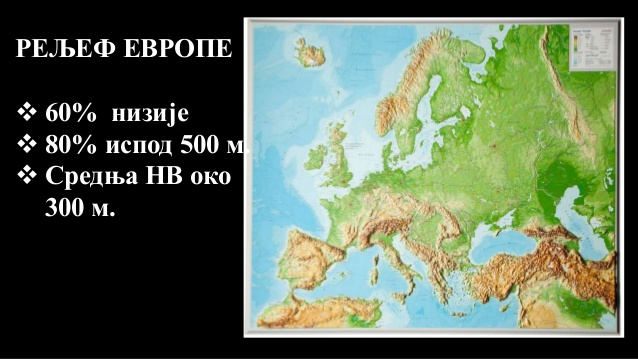 РЕЉЕФ ЕВРОПЕ
❖ 60% низије
❖ 80% испод 500 м.
❖ Средња НВ око
300 м.